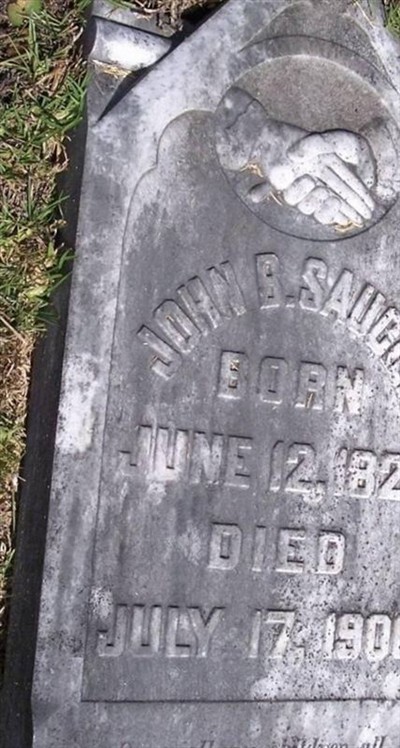 JOHN B. SAUC
BORN
JUNE 12, 182
DIED
JULY 17, 190